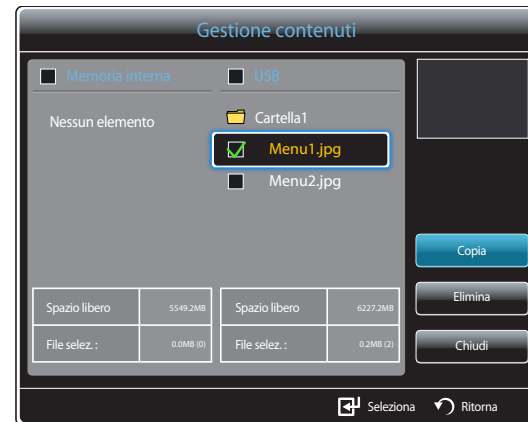 Gestione contenuti
Memoria interna
USB
Nessun elemento
Cartella1
Menu1.jpg
Menu2.jpg
Copia
Elimina
Chiudi
Spazio libero 5549.2MB
File selez. : 0.0MB (0)
Spazio libero 6227.2MB
File selez. : 0.2MB (2)
Seleziona
Ritorna